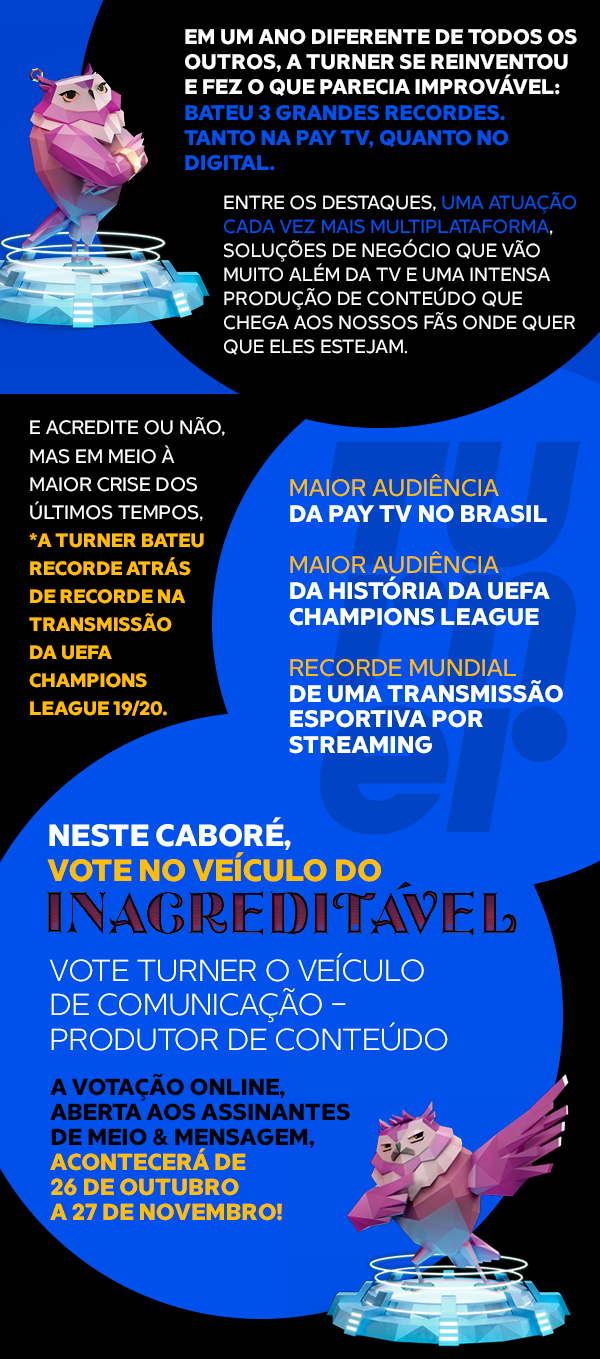 EM UM ANO DIFERENTE DE TODOS OS
OUTROS, A TURNER SE REINVENTOU
E FEZ O QUE PARECIA IMPROVÁVEL:
BATEU 3 GRANDES RECORDES.
TANTO NA PAY TV, QUANTO NO
DIGITAL.
ENTRE OS DESTAQUES, UMA ATUAÇÃO
CADA VEZ MAIS MULTIPLATAFORMA,
SOLUÇÕES DE NEGÓCIO QUE VÃO
MUITO ALÉM DA TV E UMA INTENSA
PRODUÇÃO DE CONTEÚDO QUE
CHEGA AOS NOSSOS FÃS ONDE QUER
QUE ELES ESTEJAM.
E ACREDITE OU NÃO,
MAS EM MEIO À
MAIOR CRISE DOS
ÚLTIMOS TEMPOS,
*A TURNER BATEU
RECORDE ATRÁS
DE RECORDE NA
TRANSMISSÃO
DA UEFA
CHAMPIONS
LEAGUE 19/20.
TU
rn
er
MAIOR AUDIÊNCIA
DA PAY TV NO BRASIL
MAIOR AUDIÊNCIA
DA HISTÓRIA DA UEFA
CHAMPIONS LEAGUE
RECORDE MUNDIAL
DE UMA TRANSMISSÃO
ESPORTIVA POR
STREAMING
NESTE CABORÉ,
VOTE NO VEÍCULO DO
INACREDITÁVEL
VOTE TURNER O VEÍCULO
DE COMUNICAÇÃO –
PRODUTOR DE CONTEÚDO
A VOTAÇÃO ONLINE,
ABERTA AOS ASSINANTES
DE MEIO & MENSAGEM,
ACONTECERÁ DE
26 DE OUTUBRO
A 27 DE NOVEMBRO!